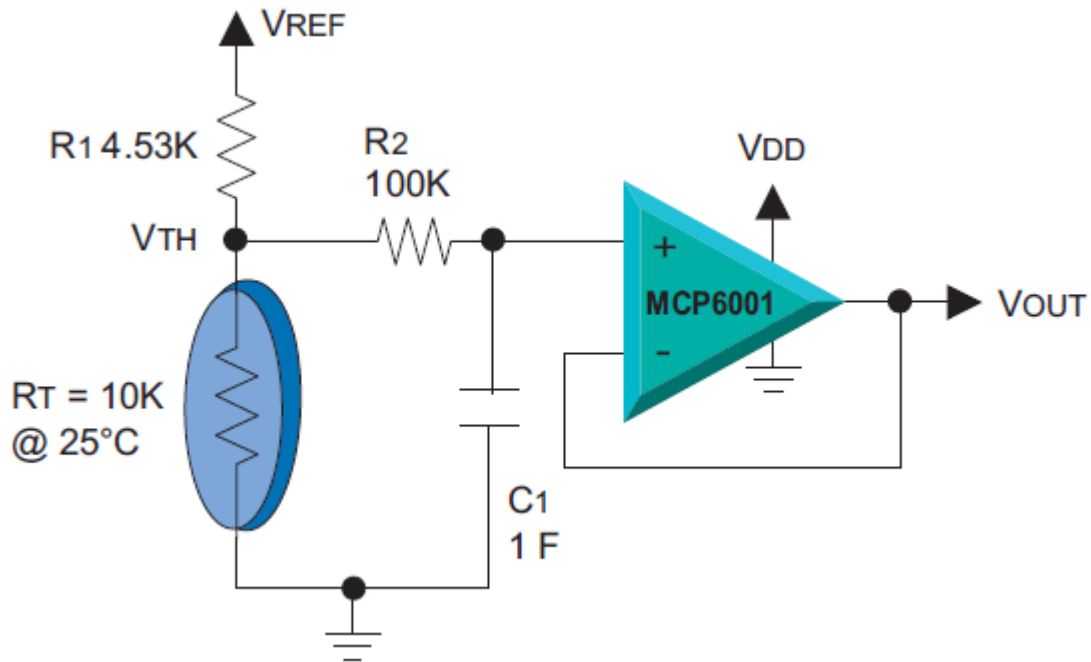 VREF
R1 4.53K
R2
100K
VDD
VTH
+
MCP6001
-
VOUT
RT = 10K
@ 25°C
C1
1 F